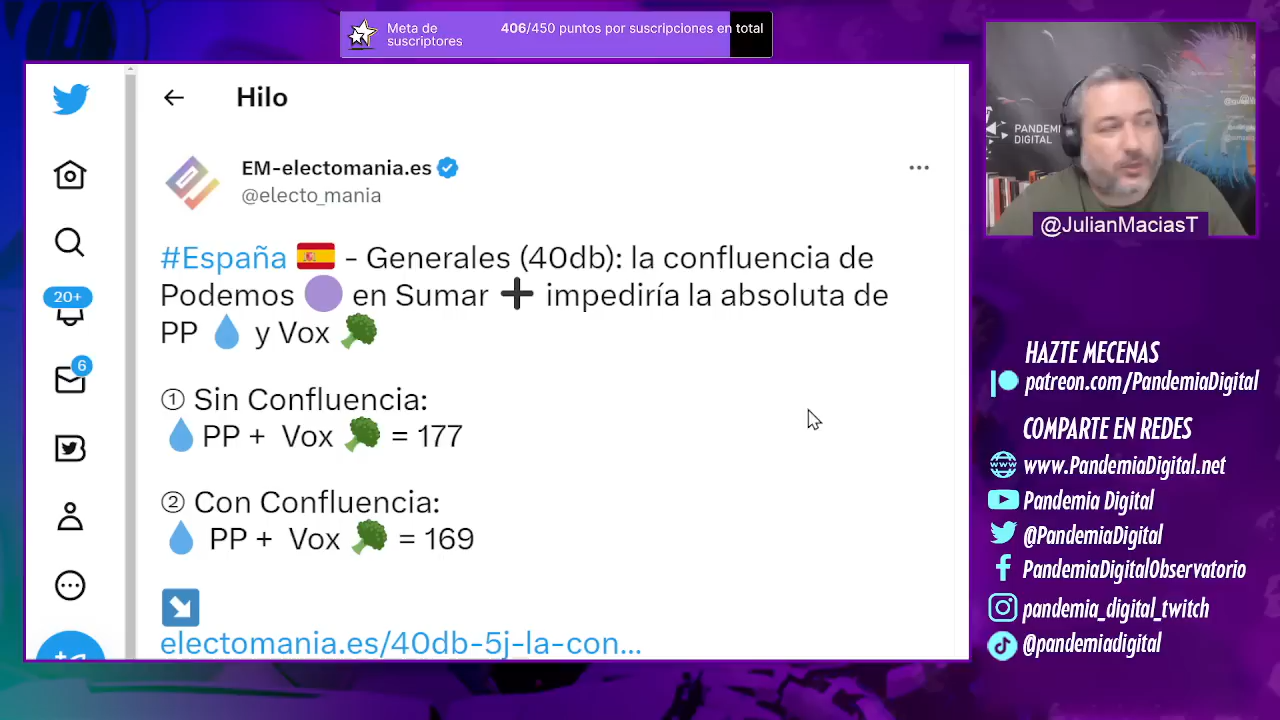 Meta de
suscriptores
406/450 puntos por suscripciones en total
Hilo
EM-electomania.es
@electo_mania
#España - Generales (40db): la confluencia de
Podemos en Sumar ➕ impediría la absoluta de
PP 💧 y Vox 🥦
① Sin Confluencia:
💧PP + Vox 🥦 = 177
② Con Confluencia:
💧 PP + Vox 🥦 = 169
electomania.es/40db-5j-la-con...
20+
6
PANDEMI
DIGITAL
@JulianMaciasT
HAZTE MECENAS
patreon.com/PandemiaDigital
COMPARTE EN REDES
www.PandemiaDigital.net
Pandemia Digital
@PandemiaDigital
PandemiaDigitalObservatorio
pandemia_digital_twitch
@pandemiadigital